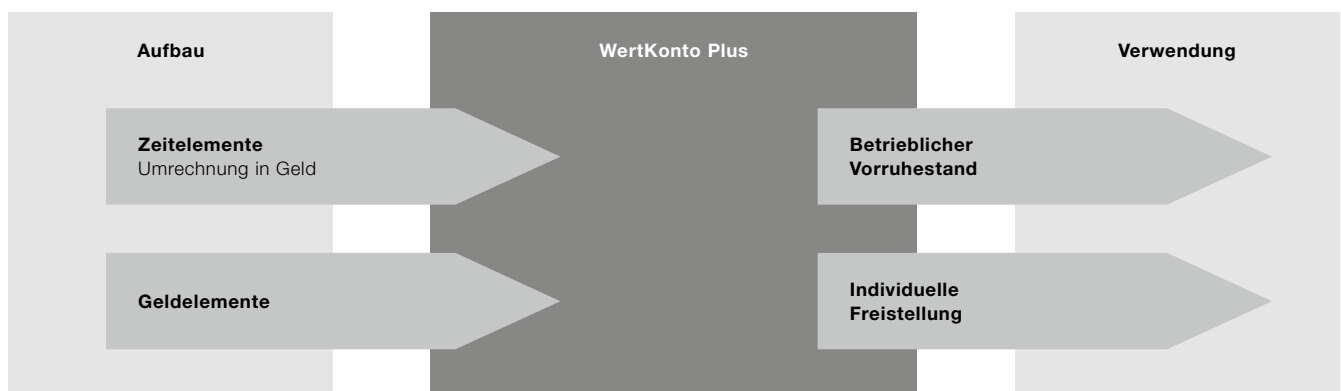 Aufbau
WertKonto Plus
Verwendung
Zeitelemente
Umrechnung in Geld
Betrieblicher
Vorruhestand
Geldelemente
Individuelle
Freistellung